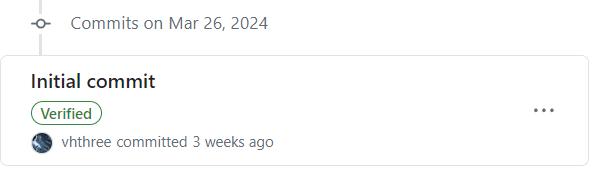 Commits on Mar 26, 2024
Initial commit
Verified
vhthree committed 3 weeks ago